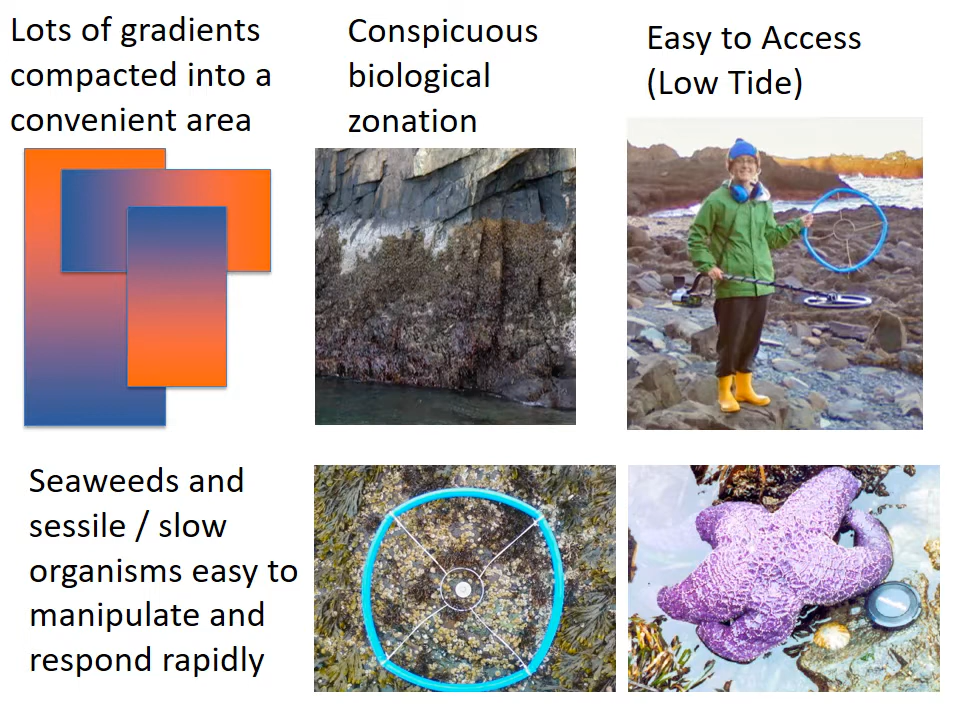 Lots of gradients
compacted into a
convenient area
Conspicuous
biological
zonation
Easy to Access
(Low Tide)
Seaweeds and
sessile / slow
organisms easy to
manipulate and
respond rapidly